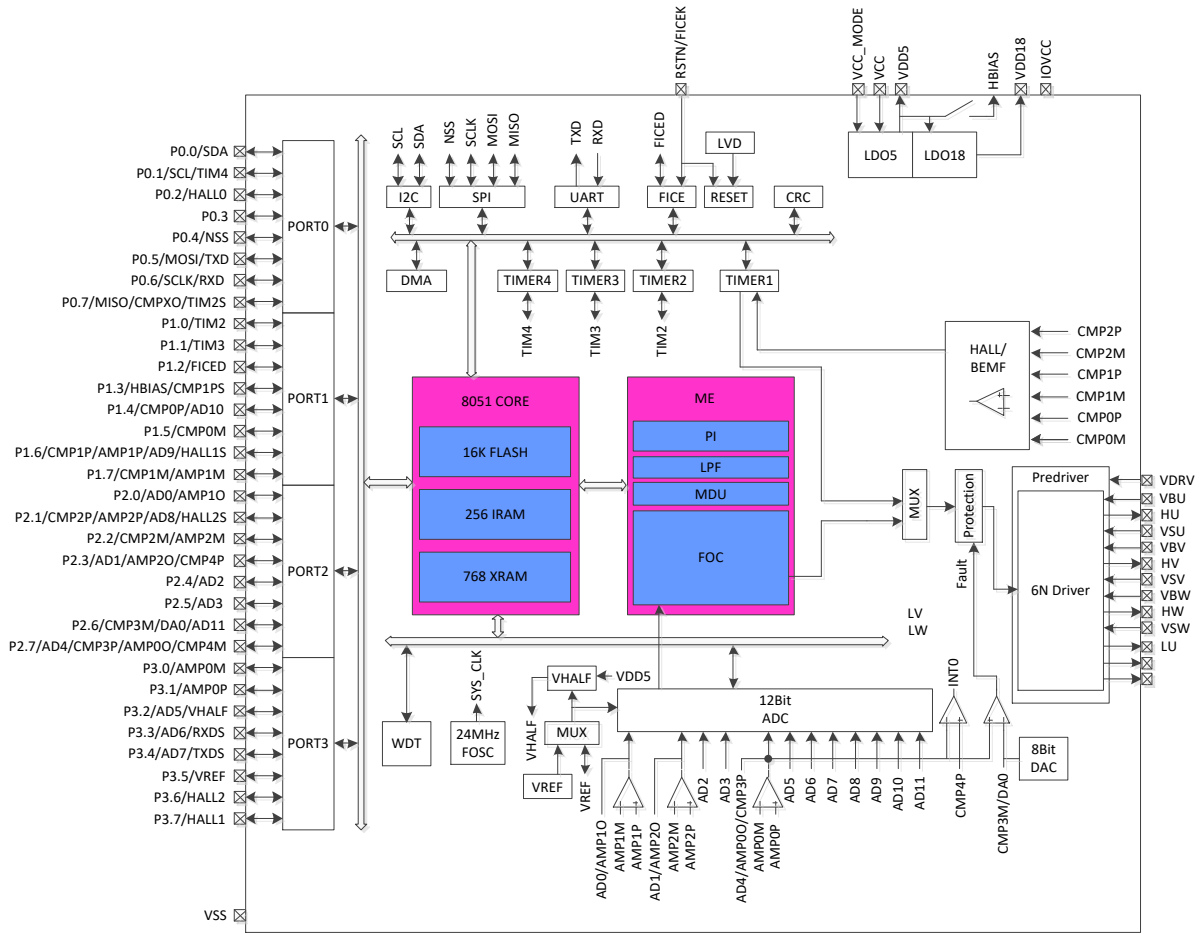 RSTN/FICEK
VCC_MODE
VCC
VDD5
HBIAS
VDD18
IOVCC
LDO5
LDO18
SCL
SDA
NSS
SCLK
MOSI
MISO
TXD
RXD
FICED
LVD
I2C
SPI
UART
FICE
RESET
CRC
DMA
TIMER4
TIMER3
TIMER2
TIMER1
TIM4
TIM3
TIM2
P0.0/SDA
P0.1/SCL/TIM4
P0.2/HALL0
P0.3
P0.4/NSS
P0.5/MOSI/TXD
P0.6/SCLK/RXD
P0.7/MISO/CMPXO/TIM2S
PORT0
P1.0/TIM2
P1.1/TIM3
P1.2/FICED
P1.3/HBIAS/CMP1PS
P1.4/CMP0P/AD10
P1.5/CMP0M
P1.6/CMP1P/AMP1P/AD9/HALL1S
P1.7/CMP1M/AMP1M
PORT1
P2.0/AD0/AMP1O
P2.1/CMP2P/AMP2P/AD8/HALL2S
P2.2/CMP2M/AMP2M
P2.3/AD1/AMP2O/CMP4P
P2.4/AD2
P2.5/AD3
P2.6/CMP3M/DA0/AD11
P2.7/AD4/CMP3P/AMP0O/CMP4M
PORT2
P3.0/AMP0M
P3.1/AMP0P
P3.2/AD5/VHALF
P3.3/AD6/RXDS
P3.4/AD7/TXDS
P3.5/VREF
P3.6/HALL2
P3.7/HALL1
PORT3
VSS
8051 CORE
16K FLASH
256 IRAM
768 XRAM
ME
PI
LPF
MDU
FOC
HALL/
BEMF
CMP2P
CMP2M
CMP1P
CMP1M
CMP0P
CMP0M
MUX
Protection
Fault
Predriver
6N Driver
VDRV
VBU
HU
VSU
VBV
HV
VSV
VBW
HW
VSW
LU
LV
LW
WDT
SYS_CLK
24MHz
FOSC
VHALF
VDD5
VHALF
MUX
VREF
VREF
12Bit
ADC
AD0/AMP1O
AMP1M
AMP1P
AD1/AMP2O
AMP2M
AMP2P
AD2
AD3
AD4/AMP0O/CMP3P
AMP0M
AMP0P
AD5
AD6
AD7
AD8
AD9
AD10
AD11
INT0
CMP4P
CMP3M/DA0
8Bit
DAC